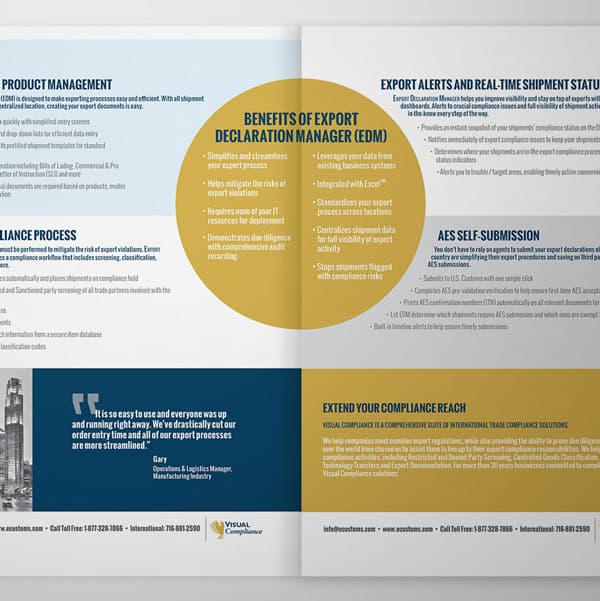 PRODUCT MANAGEMENT
(EDM) is designed to make exporting processes easy and efficient. With all shipment
centralized location, creating your export documents is easy.
quickly with simplified entry screens
drop-down lists for efficient data entry
with prefilled shipment templates for standard
including Bills of Lading, Commercial & Pro
Letter of Instruction (SLI) and more
documents are required based on products, modes
PROCESS
must be performed to mitigate the risk of export violations. EXPORT
a compliance workflow that includes screening, classification,
automatically and places shipments on compliance hold
and Sanctioned party screening of all trade partners involved with the
information from a secure item database
classification codes
BENEFITS OF EXPORT
DECLARATION MANAGER (EDM)
• Simplifies and streamlines
your export process
• Helps mitigate the risks of
export violations
• Requires none of your IT
resources for deployment
• Demonstrates due diligence
with comprehensive audit
recording
• Leverages your data from
existing business systems
• Integrated with Excel™
• Standardizes your export
process across locations
• Centralizes shipment
data for full visibility of export
activity
• Stops shipments flagged
with compliance risks
EXPORT ALERTS AND REAL-TIME SHIPMENT
EXPORT DECLARATION MANAGER helps you improve visibility and stay on top of exports
dashboards. Alerts to crucial compliance issues and full visibility of shipment
in-the-know every step of the way.
• Provides an instant snapshot of your shipments' compliance status on the
• Notifies immediately of export compliance issues to keep your shipments
• Determines where your shipments are in the export compliance
status indicators
• Alerts you to trouble / target areas, enabling timely action
AES SELF-SUBMISSION
You don't have to rely on agents to submit your export declarations
country are simplifying their export procedures and saving on third
AES submissions.
• Submits to U.S. Customs with one simple click
• Completes AES pre-validation verification to help ensure first time AES
• Prints AES confirmation numbers (ITN) automatically on all relevant documents for
• Let EDM determine which shipments require AES submission and which ones are exempt
• Built-in timeline alerts to help ensure timely submissions
"It is so easy to use and everyone was up
and running right away. We've drastically cut our
order entry time and all of our export processes
are more streamlined."
Gary
Operations & Logistics Manager,
Manufacturing Industry
EXTEND YOUR COMPLIANCE REACH
VISUAL COMPLIANCE IS A COMPREHENSIVE SUITE OF INTERNATIONAL TRADE COMPLIANCE SOLUTIONS
We help companies meet complex export regulations, while also providing the ability to prove due
over the world have chosen us to assist them to live up to their export compliance responsibilities. We
compliance activities, including Restricted and Denied Party Screening, Controlled Goods Classification,
Technology Transfers and Export Documentation. For more than 30 years businesses committed to
Visual Compliance solutions.
www.ecustoms.com • Call Toll Free: 1-877-328-7866 • International: 716-881-2590
VISUAL
Compliance
info@ecustoms.com • www.ecustoms.com • Call Toll Free: 1-877-328-7866 • International: 716-881-2590